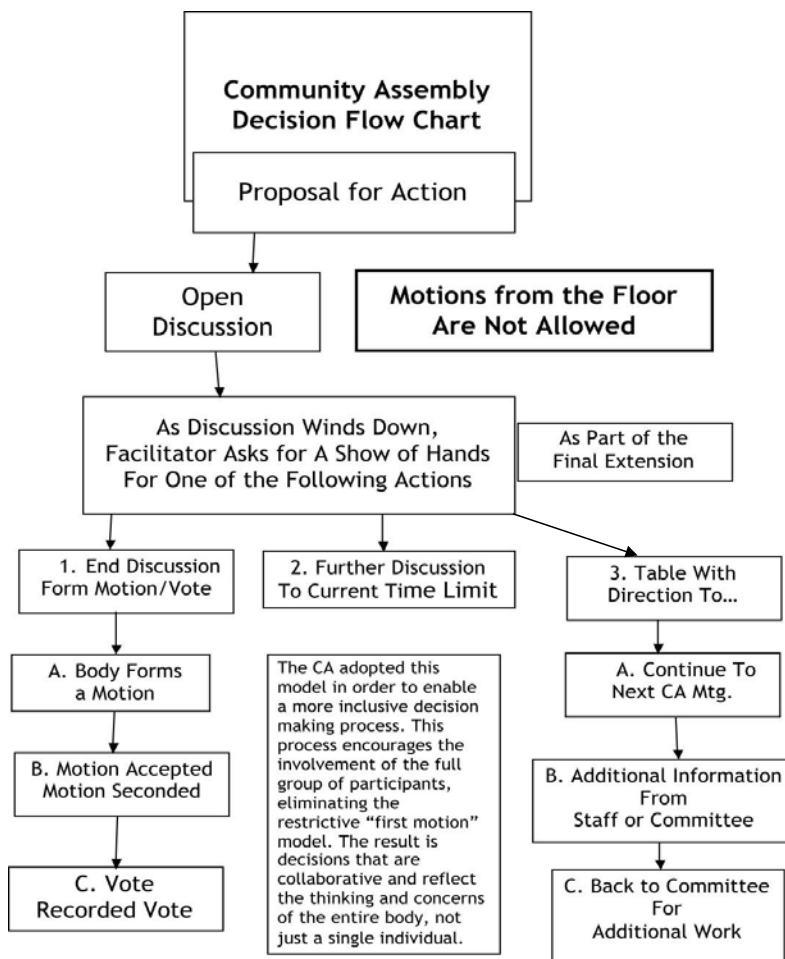 Community Assembly
Decision Flow Chart
Proposal for Action
Open
Discussion
Motions from the Floor
Are Not Allowed
As Discussion Winds Down,
Facilitator Asks for A Show of Hands
For One of the Following Actions
As Part of the
Final Extension
1. End Discussion
Form Motion/Vote
2. Further Discussion
To Current Time Limit
3. Table With
Direction To…
A. Body Forms
a Motion
B. Motion Accepted
Motion Seconded
C. Vote
Recorded Vote
The CA adopted this
model in order to enable
a more inclusive decision
making process. This
process encourages the
involvement of the full
group of participants,
eliminating the
restrictive “first motion”
model. The result is
decisions that are
collaborative and reflect
the thinking and concerns
of the entire body, not
just a single individual.
A. Continue To
Next CA Mtg.
B. Additional Information
From
Staff or Committee
C. Back to Committee
For
Additional Work